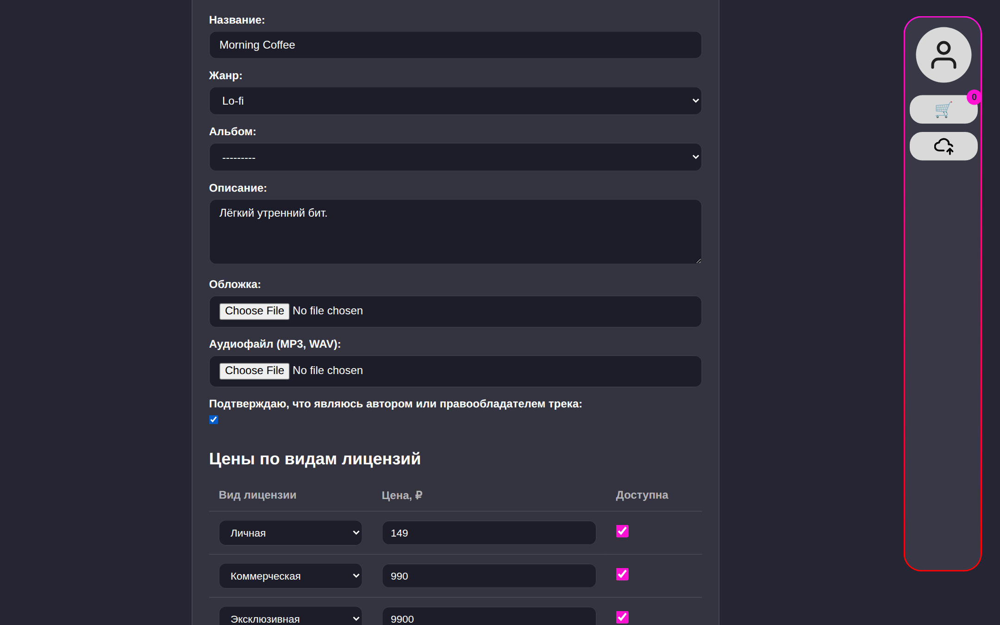 Название:
Morning Coffee
0
Жанр:
Lo-fi
Альбом:
---------
Описание:
Лёгкий утренний бит.
Обложка:
Choose File No file chosen
Аудиофайл (MP3, WAV):
Choose File No file chosen
Подтверждаю, что являюсь автором или правообладателем трека:
Цены по видам лицензий
Вид лицензии Цена, ₽ Доступна
Личная 149
Коммерческая 990
Эксклюзивная 9900